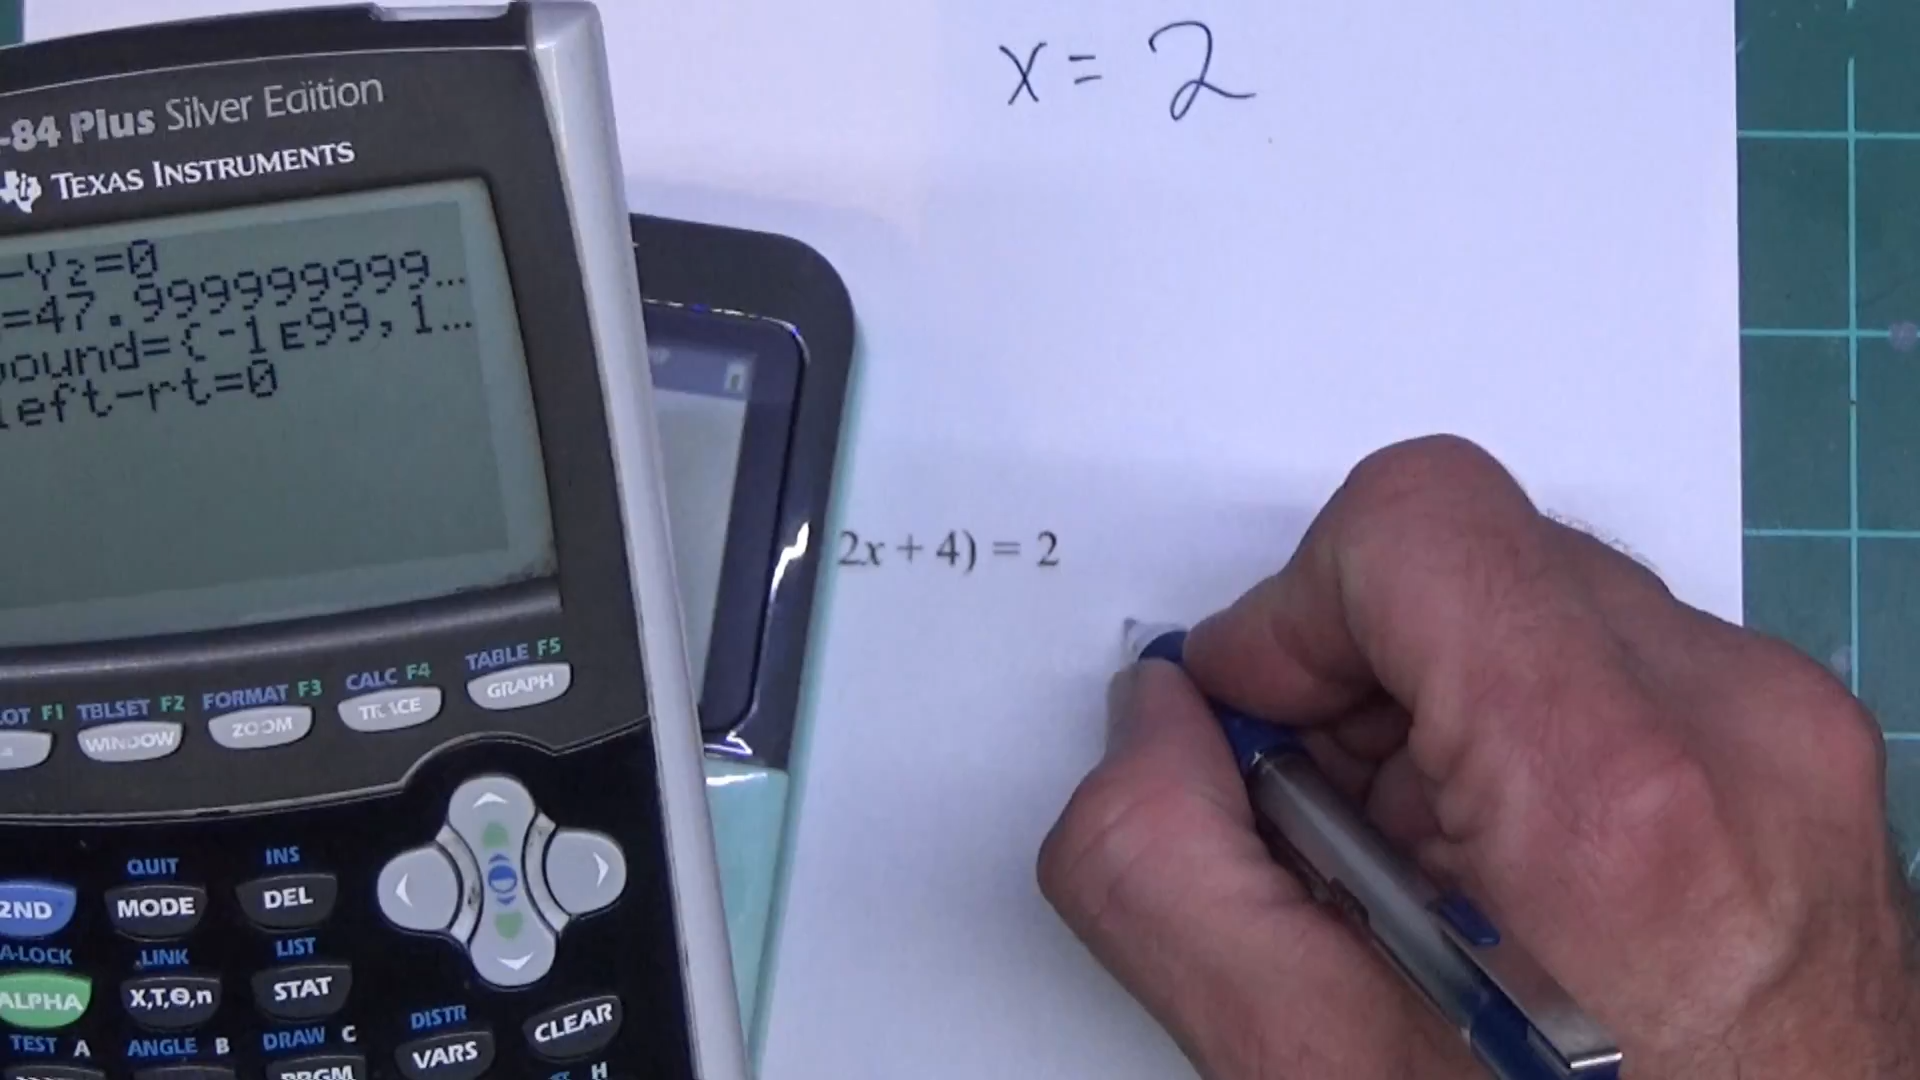 x = 2
-84 Plus Silver Edition
TEXAS INSTRUMENTS
-Y2=0
=47.999999999...
bound={-1E99,1...
left-rt=0
2x + 4) = 2
LOT F1 TBLSET F2 FORMAT F3 CALC F4 TABLE F5
WINDOW ZOOM TRACE GRAPH
QUIT INS
2ND MODE DEL
A-LOCK LINK LIST
ALPHA X,T,Θ,n STAT
TEST A ANGLE B DRAW C DISTR
PRGM VARS CLEAR
H